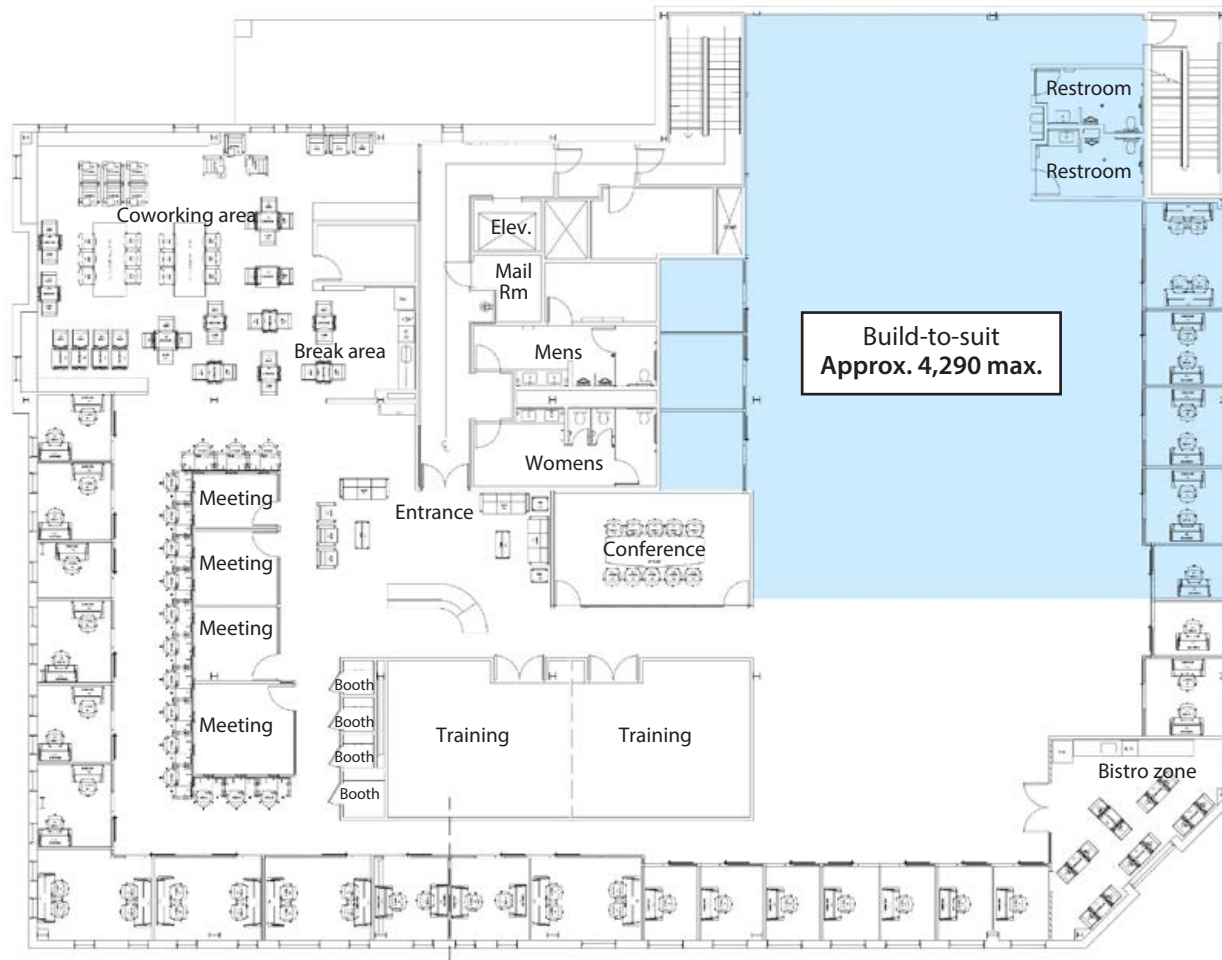 Restroom
Restroom
Coworking area
Elev.
Mail
Rm
Build-to-suit
Approx. 4,290 max.
Break area
Mens
Womens
Meeting
Entrance
Conference
Meeting
Meeting
Booth
Meeting
Booth
Training
Training
Booth
Bistro zone
Booth